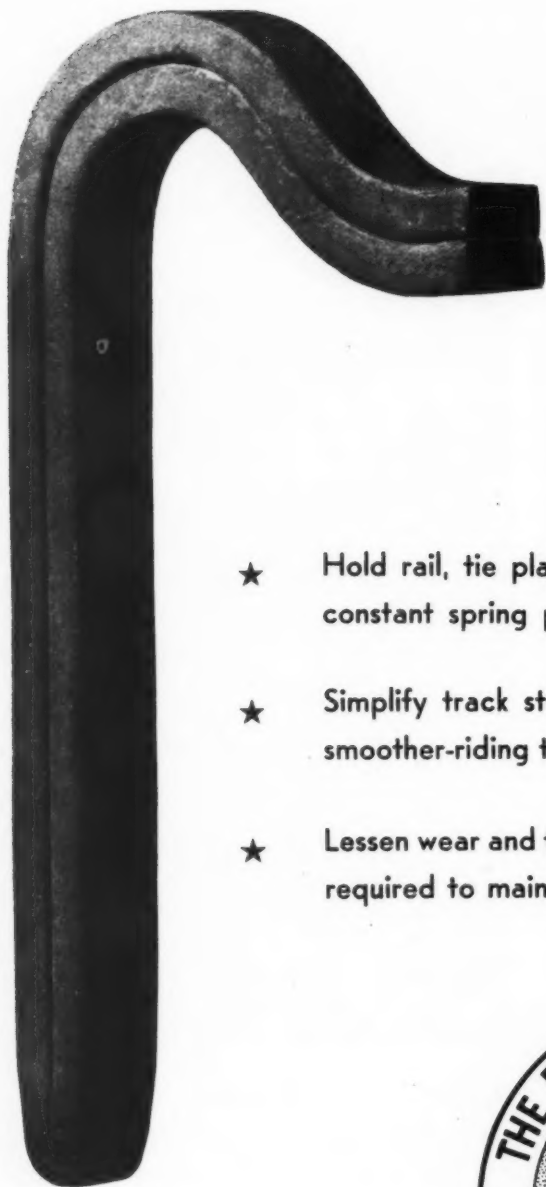 ★ Hold rail, tie pla
constant spring p
★ Simplify track st
smoother-riding t
★ Lessen wear and
required to main
THE